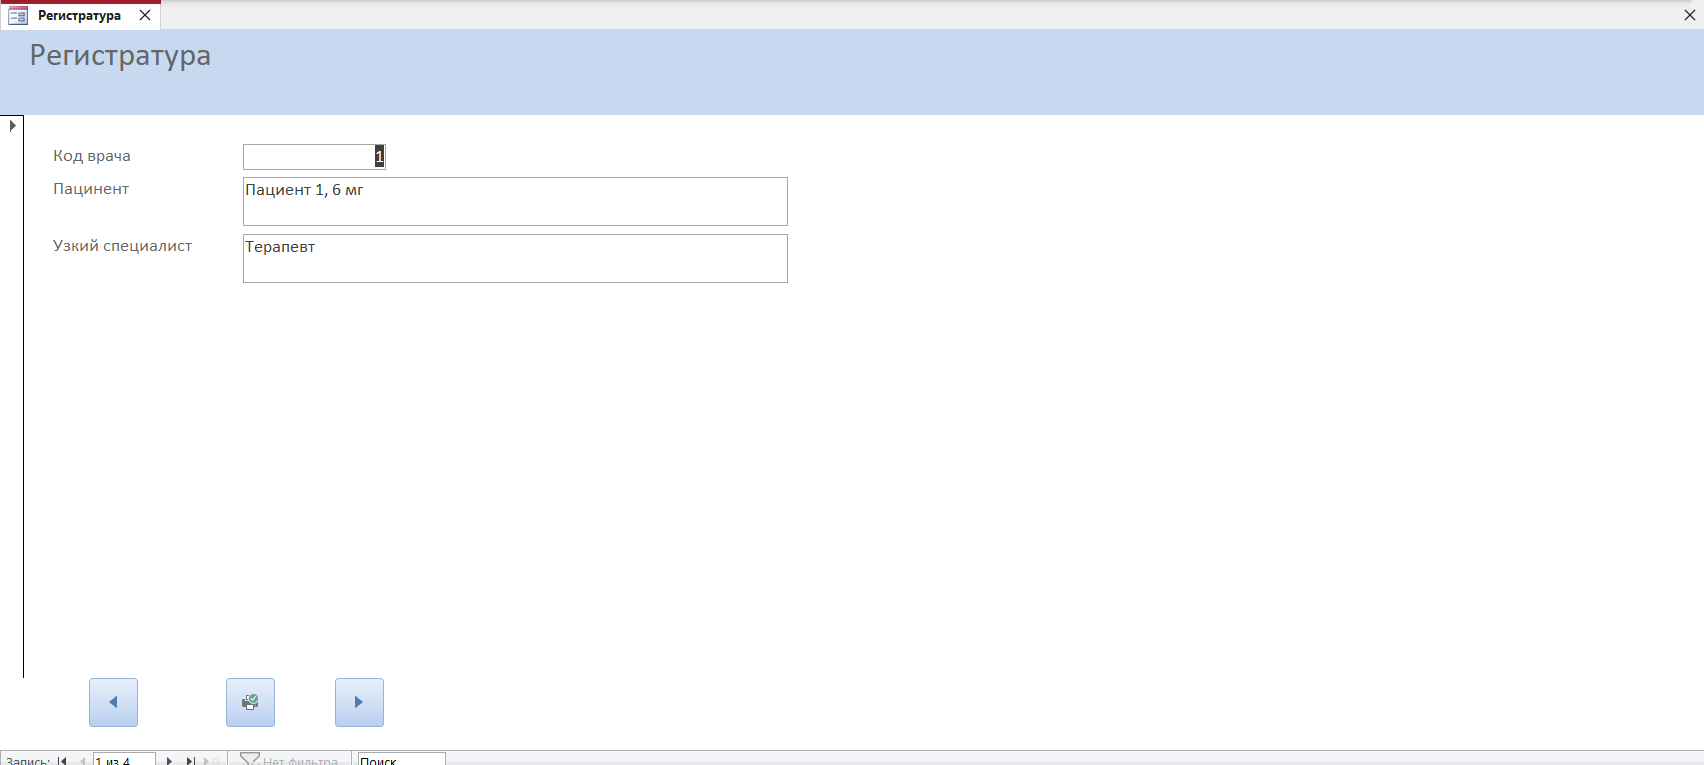 Регистратура
Регистратура
Код врача 1
Пацинент Пациент 1, 6 мг
Узкий специалист Терапевт
Запись: 1 из 4 Нет фильтра Поиск